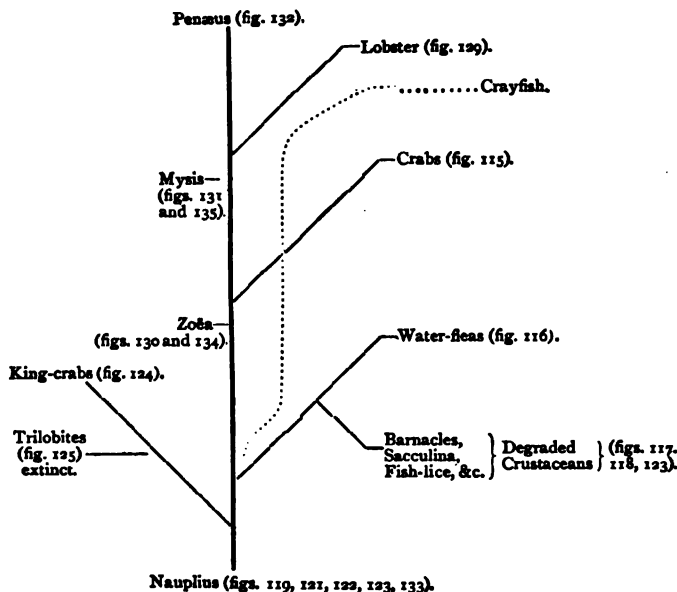 Penæus (fig. 132).
Lobster (fig. 129).
Crayfish.
Crabs (fig. 115).
Mysis—
(figs. 131
and 135).
Zoëa—
(figs. 130 and 134).
Water-fleas (fig. 116).
King-crabs (fig. 124).
Trilobites
(fig. 125)
extinct.
Barnacles,
Sacculina,
Fish-lice, &c.
Degraded
Crustaceans
(figs. 117.
118, 123).
Nauplius (figs. 119, 121, 122, 123, 133).